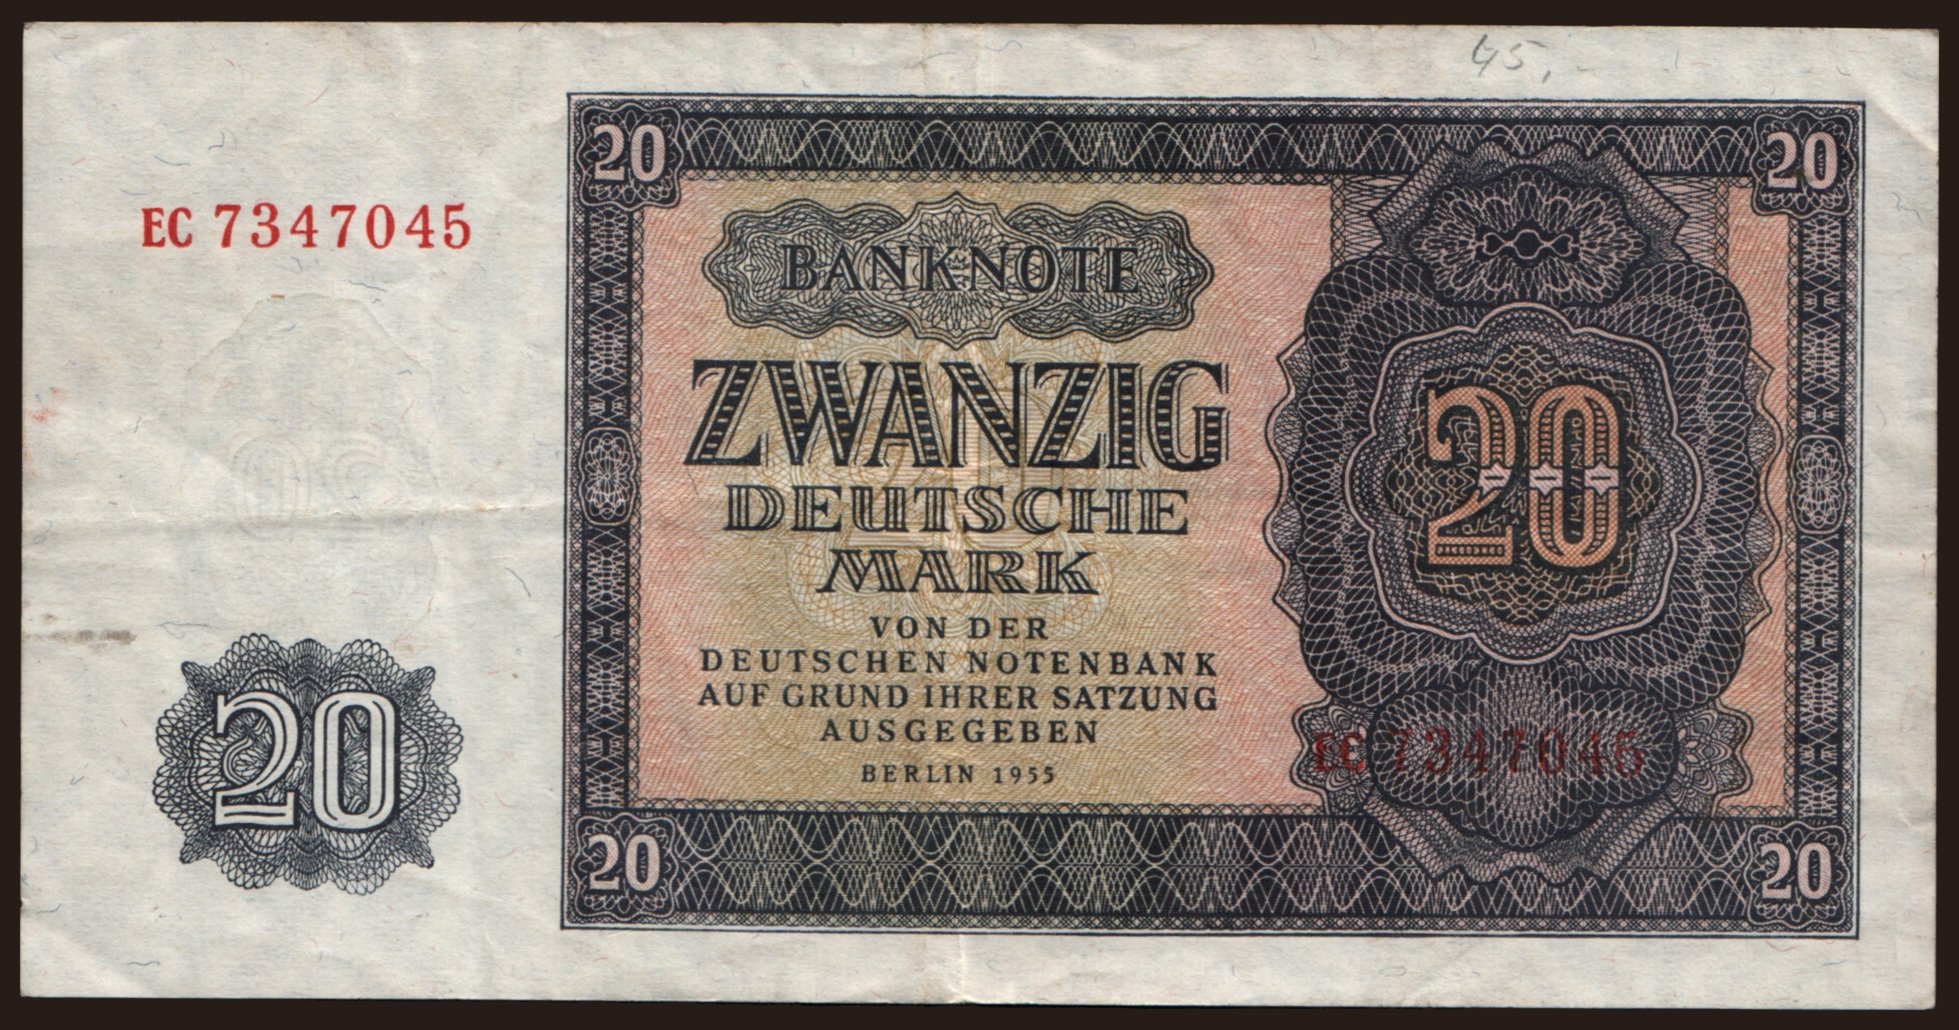 45,
20 20
EC 7347045
BANKNOTE
ZWANZIG
DEUTSCHE
MARK
20
VON DER
DEUTSCHEN NOTENBANK
AUF GRUND IHRER SATZUNG
AUSGEGEBEN
BERLIN 1955
EC 7347045
20
20 20